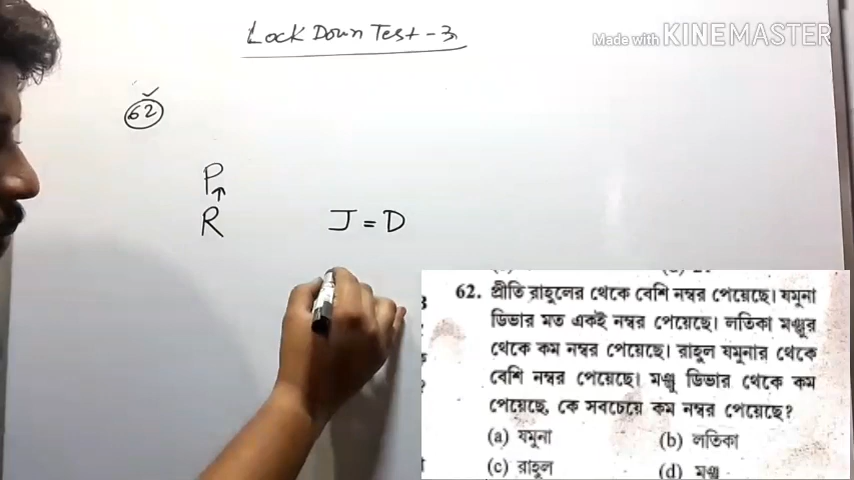 Lock Down Test - 3
Made with KINEMASTER
62
P
↑
R
J = D
62. প্রীতি রাহুলের থেকে বেশি নম্বর পেয়েছে। যমুনা
ডিভার মত একই নম্বর পেয়েছে। লতিকা মঞ্জুর
থেকে কম নম্বর পেয়েছে। রাহুল যমুনার থেকে
বেশি নম্বর পেয়েছে। মঞ্জু ডিভার থেকে কম
পেয়েছে, কে সবচেয়ে কম নম্বর পেয়েছে?
(a) যমুনা
(b) লতিকা
(c) রাহুল
(d) মঞ্জু